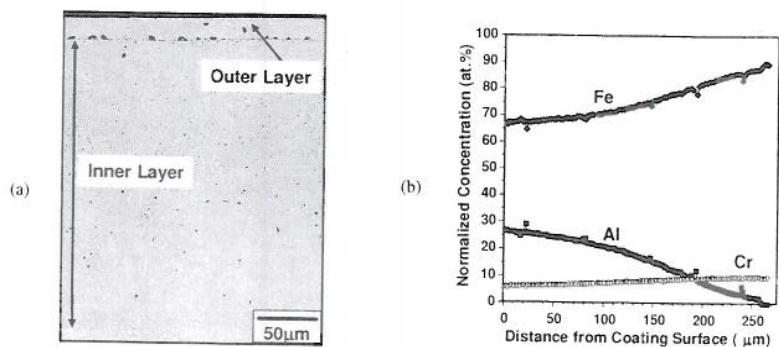 (a)
Outer Layer
Inner Layer
50μm
(b)
Normalized Concentration (at.%)
100
90
80
70
60
50
40
30
20
10
0
Fe
Al
Cr
0 50 100 150 200 250
Distance from Coating Surface ( μm)